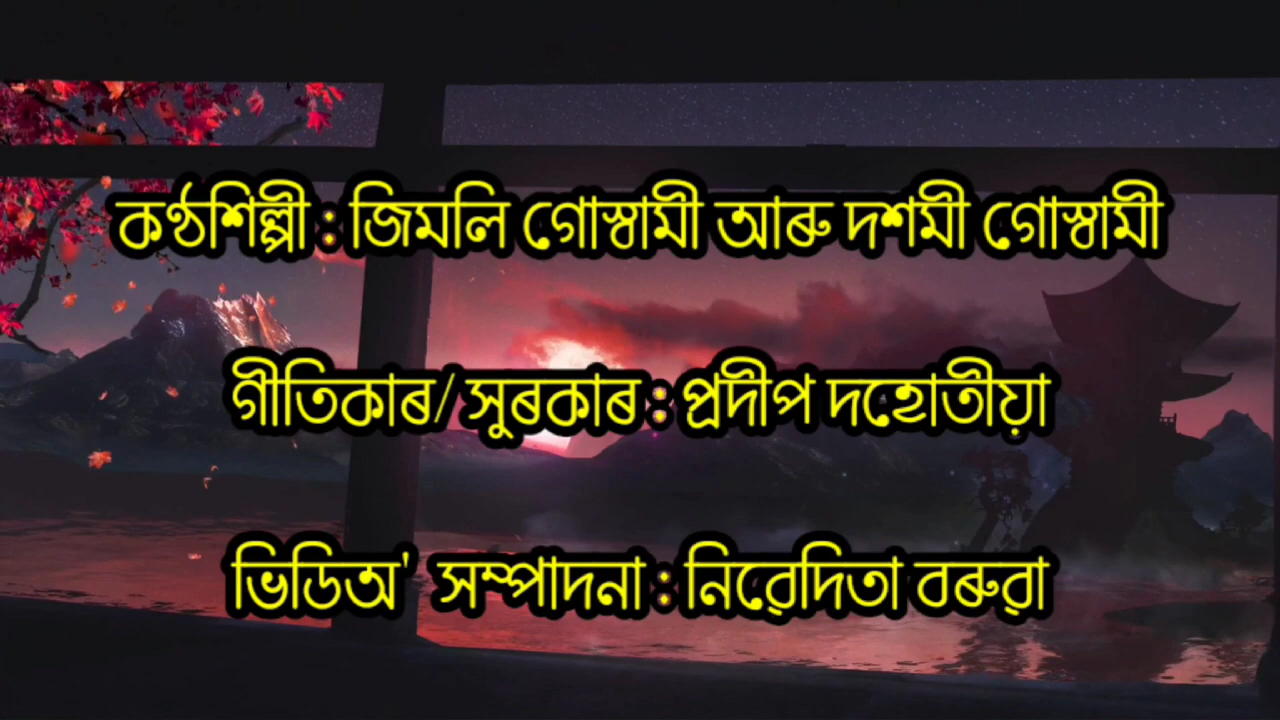 কণ্ঠশিল্পী : জিমলি গোস্বামী আৰু দশমী গোস্বামী
গীতিকাৰ/ সুৰকাৰ : প্ৰদীপ দহোতীয়া
ভিডিঅ' সম্পাদনা : নিৱেদিতা বৰুৱা